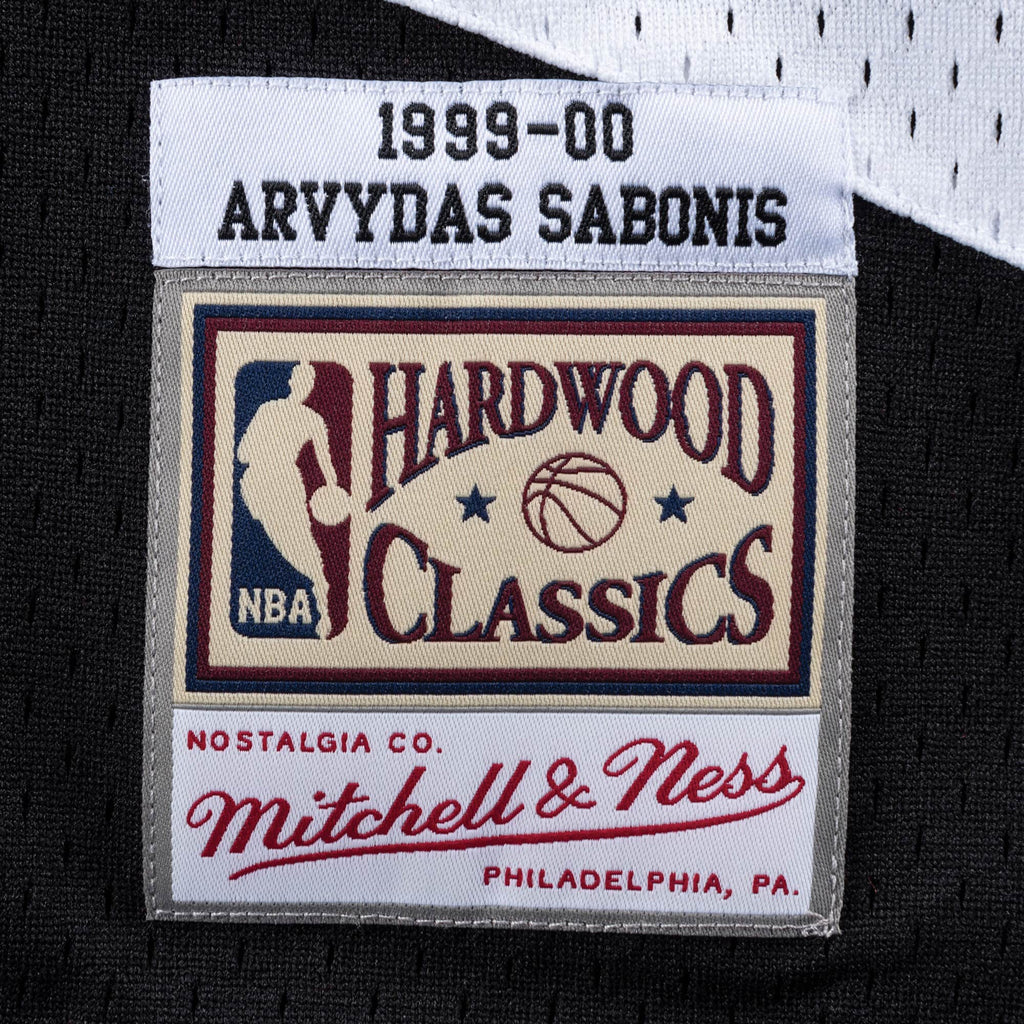 1999-00
ARVYDAS SABONIS
HARDWOOD
CLASSICS
NBA
NOSTALGIA CO.
Mitchell & Ness
PHILADELPHIA, PA.